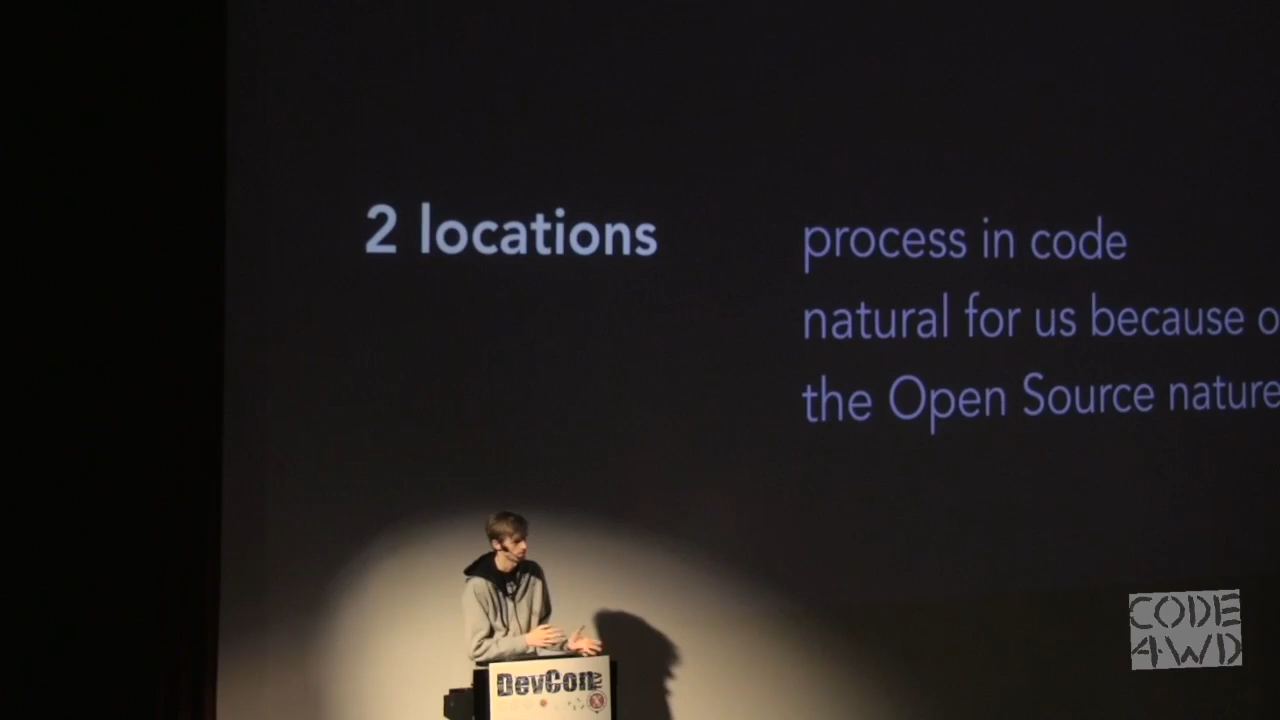 2 locations
process in code
natural for us because o
the Open Source nature
DevCon
CODE
4WD